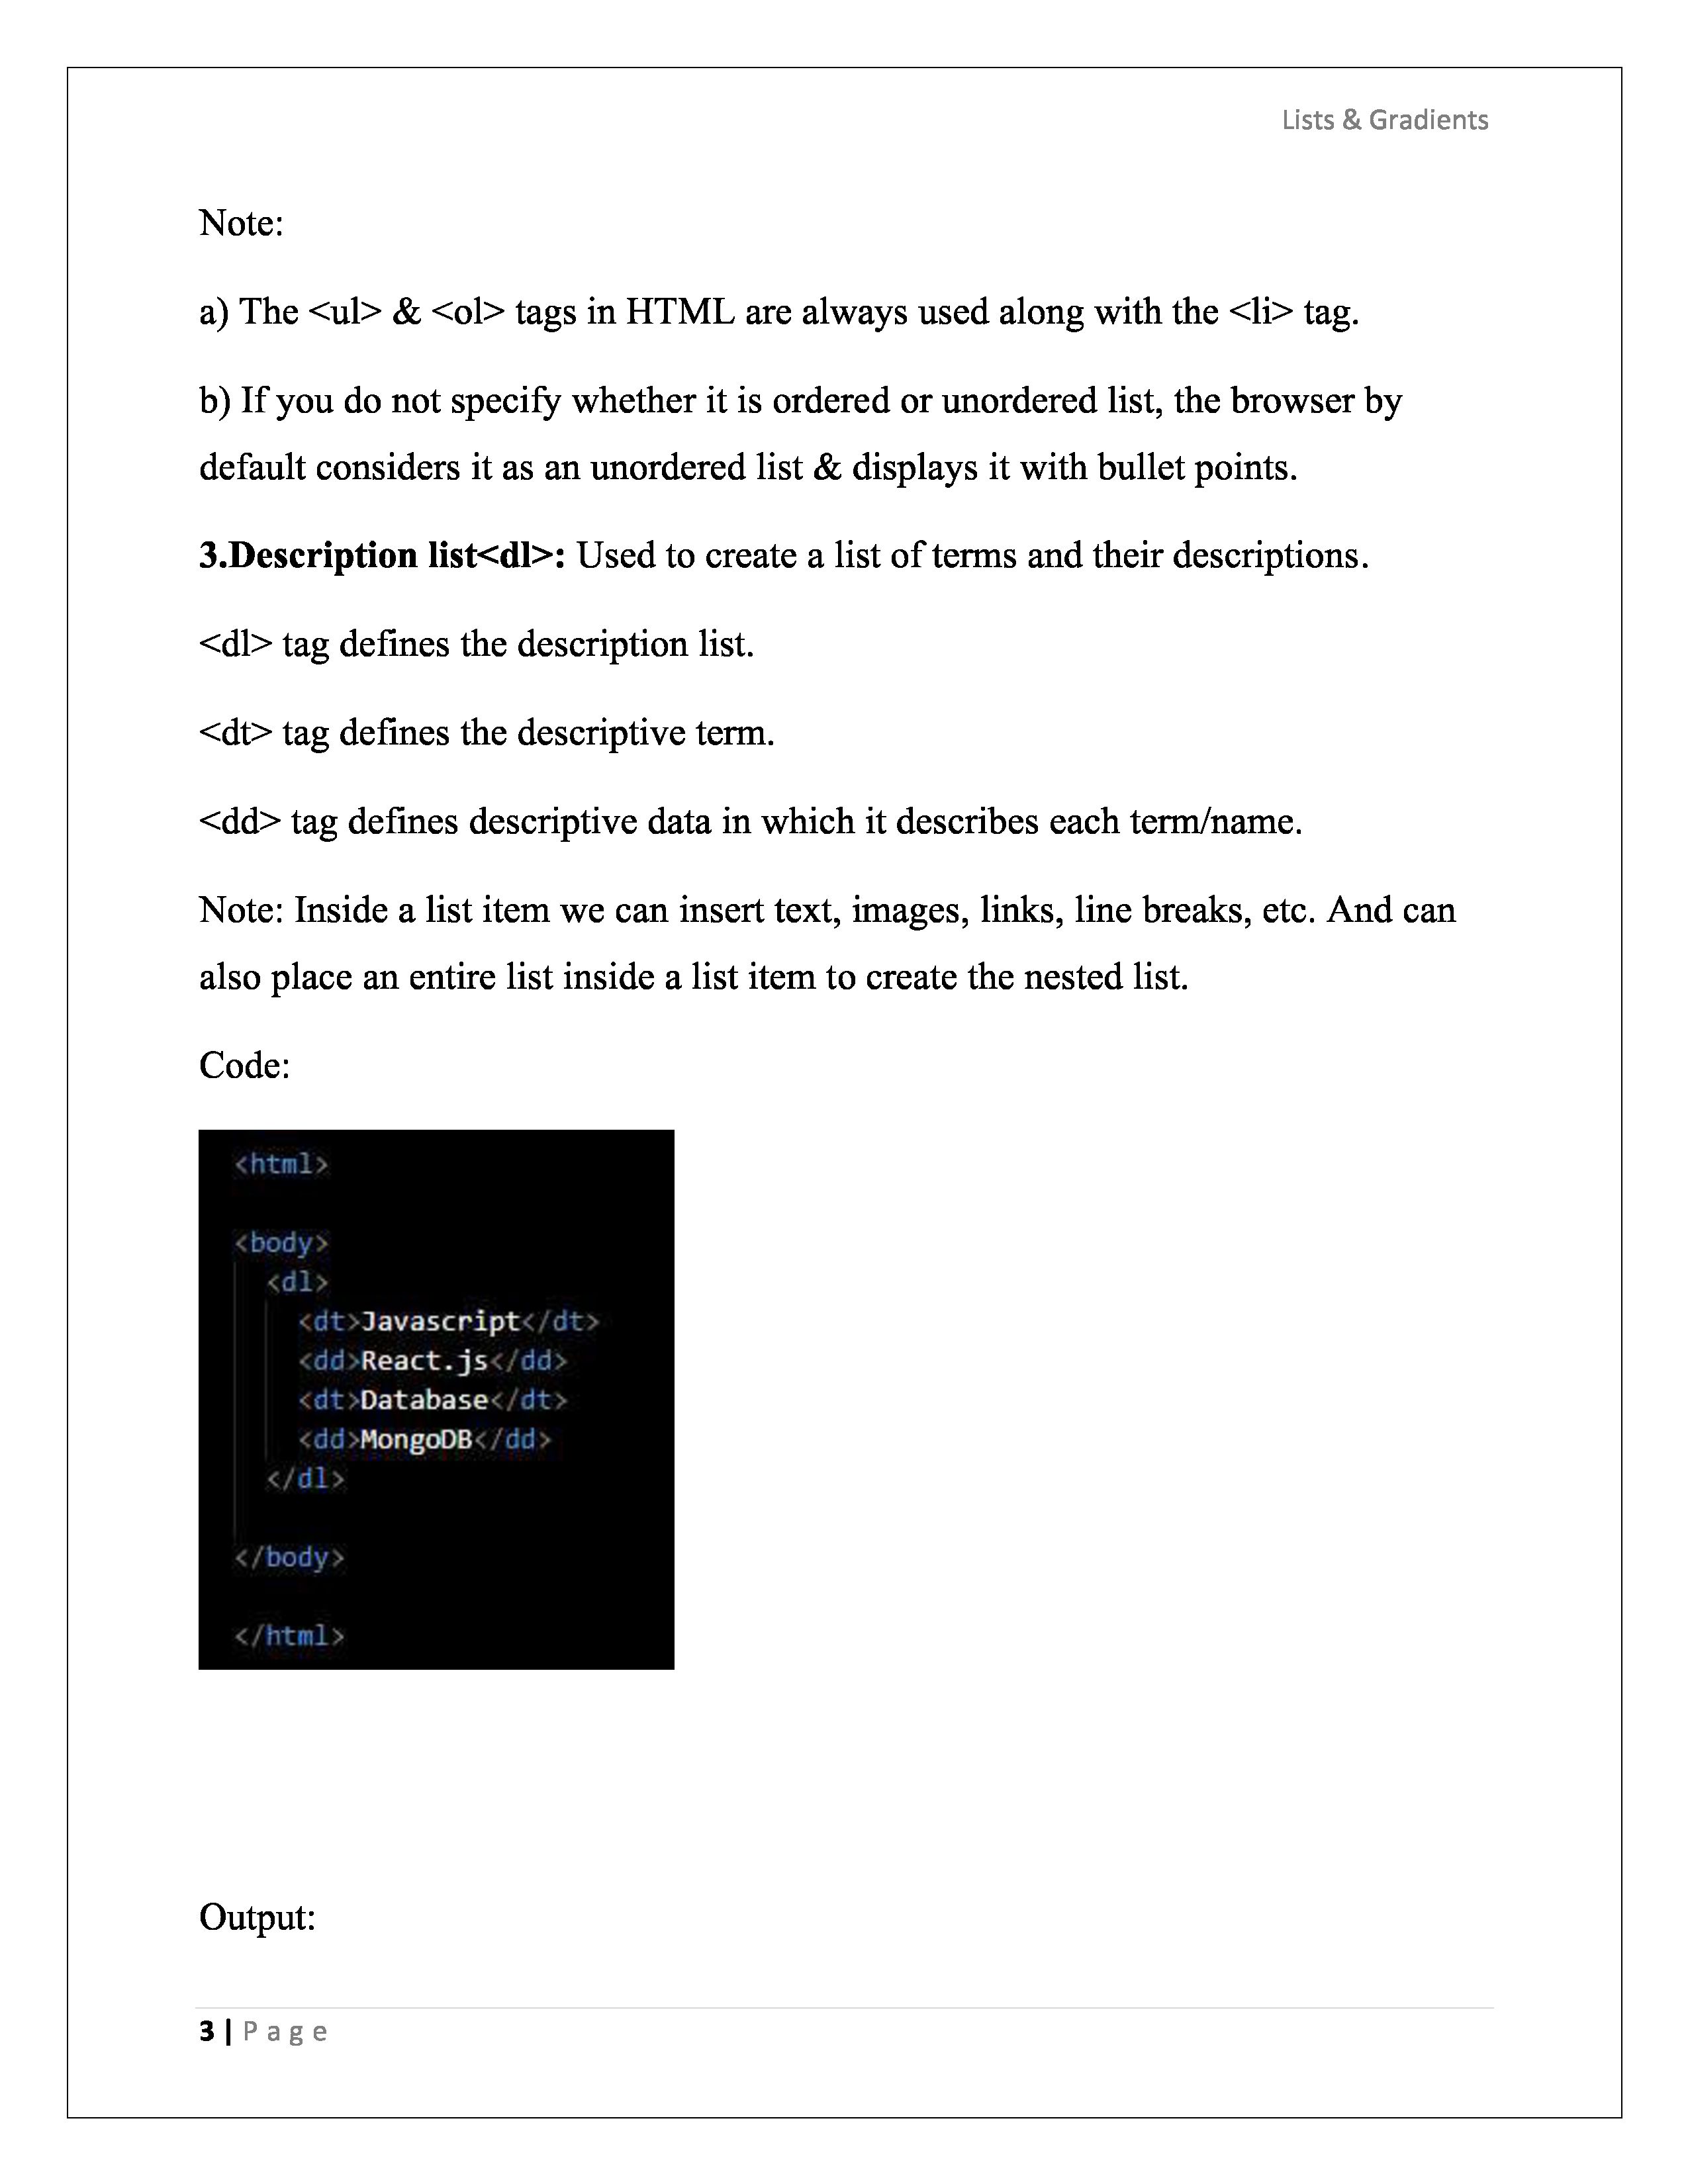 Lists & Gradients
Note:
a) The <ul> & <ol> tags in HTML are always used along with the <li> tag.
b) If you do not specify whether it is ordered or unordered list, the browser by
default considers it as an unordered list & displays it with bullet points.
3.Description list<dl>: Used to create a list of terms and their descriptions.
<dl> tag defines the description list.
<dt> tag defines the descriptive term.
<dd> tag defines descriptive data in which it describes each term/name.
Note: Inside a list item we can insert text, images, links, line breaks, etc. And can
also place an entire list inside a list item to create the nested list.
Code:
<html>
<body>
<dl>
<dt>Javascript</dt>
<dd>React.js</dd>
<dt>Database</dt>
<dd>MongoDB</dd>
</dl>
</body>
</html>
Output:
3 | Page